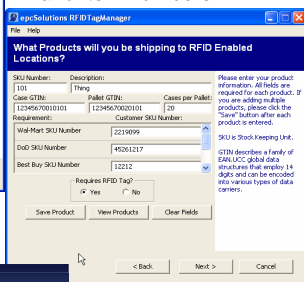 epcSolutions RFIDTagManager
File Help
What Products will you be shipping to RFID Enabled
Locations?
SKU Number: Description:
101 Thing
Case GTIN: Pallet GTIN: Cases per Pallet:
12345670010101 12345670020101 20
Requirement: Customer SKU Number:
Wal-Mart SKU Number 2219099
DoD SKU Number 45261217
Best Buy SKU Number 12212
Requires RFID Tag?
Yes No
Save Product View Products Clear Fields
Please enter your product
information. All fields are
required for each product. If
you are adding multiple
products, please click the
"Save" button after each
product is entered.
SKU is Stock Keeping Unit.
GTIN describes a family of
EAN.UCC global data
structures that employ 14
digits and can be encoded
into various types of data
carriers.
< Back Next > Cancel